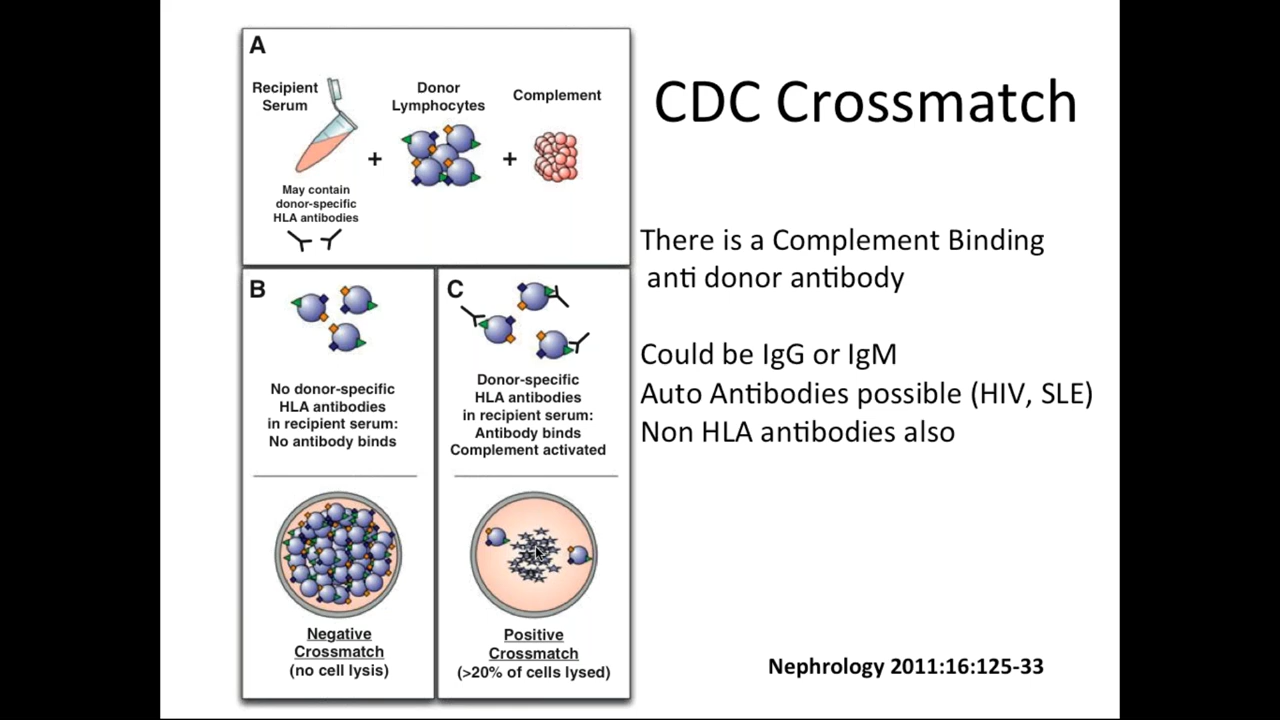 A
Recipient
Serum
Donor
Lymphocytes
Complement
+
+
May contain
donor-specific
HLA antibodies
B
No donor-specific
HLA antibodies
in recipient serum:
No antibody binds
Negative
Crossmatch
(no cell lysis)
C
Donor-specific
HLA antibodies
in recipient serum:
Antibody binds
Complement activated
Positive
Crossmatch
(>20% of cells lysed)
CDC Crossmatch
There is a Complement Binding
anti donor antibody
Could be IgG or IgM
Auto Antibodies possible (HIV, SLE)
Non HLA antibodies also
Nephrology 2011:16:125-33